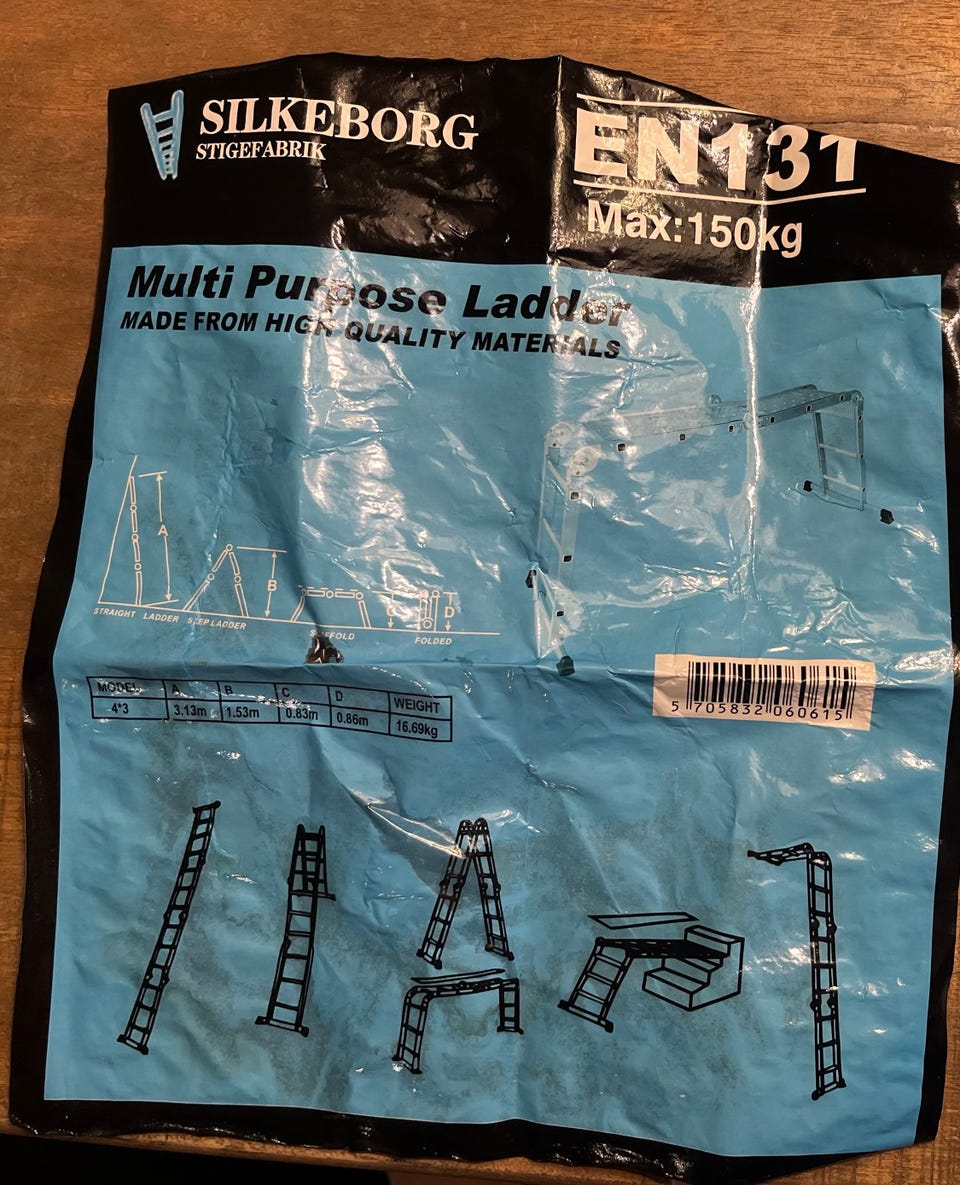 SILKEBORG
STIGEFABRIK
EN131
Max:150kg
Multi Purpose Ladder
MADE FROM HIGH QUALITY MATERIALS
A
B
C
D
STRAIGHT LADDER
STEP LADDER
SCAFFOLD
FOLDED
MODEL A B C D WEIGHT
4*3 3.13m 1.53m 0.83m 0.86m 16.69kg
5 705832 060615